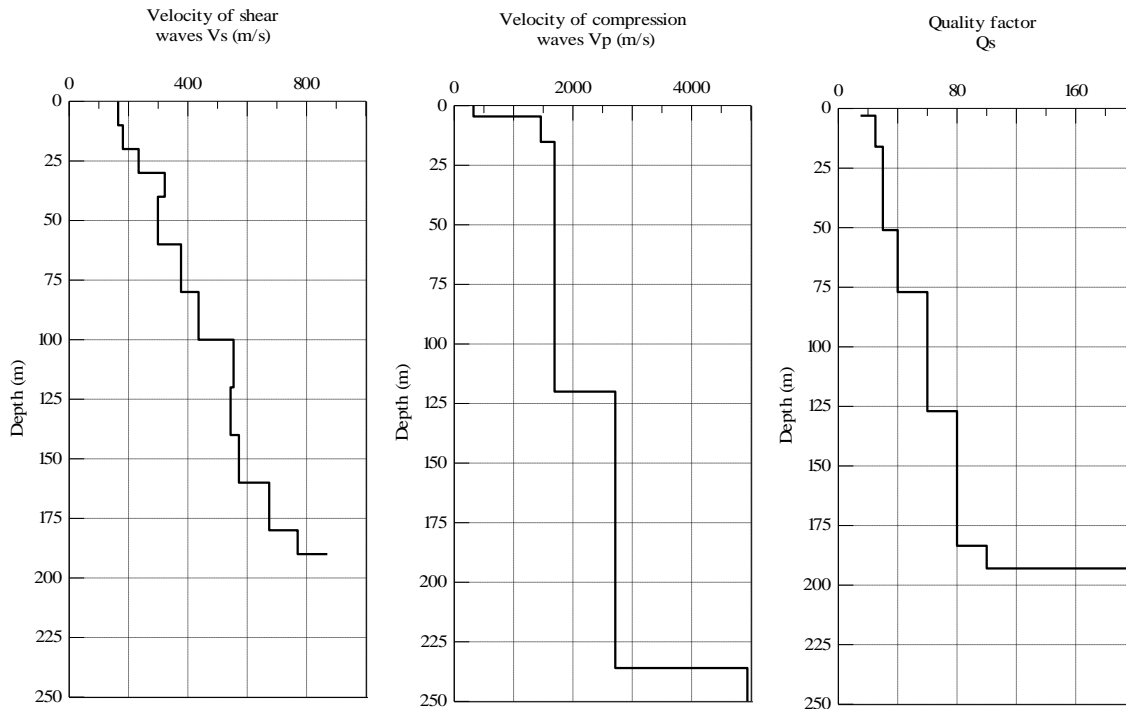 Velocity of shear
waves Vs (m/s)
0 400 800
0
25
50
75
100
125
150
175
200
225
250
Depth (m)
Velocity of compression
waves Vp (m/s)
0 2000 4000
0
25
50
75
100
125
150
175
200
225
250
Depth (m)
Quality factor
Qs
0 80 160
0
25
50
75
100
125
150
175
200
225
250
Depth (m)